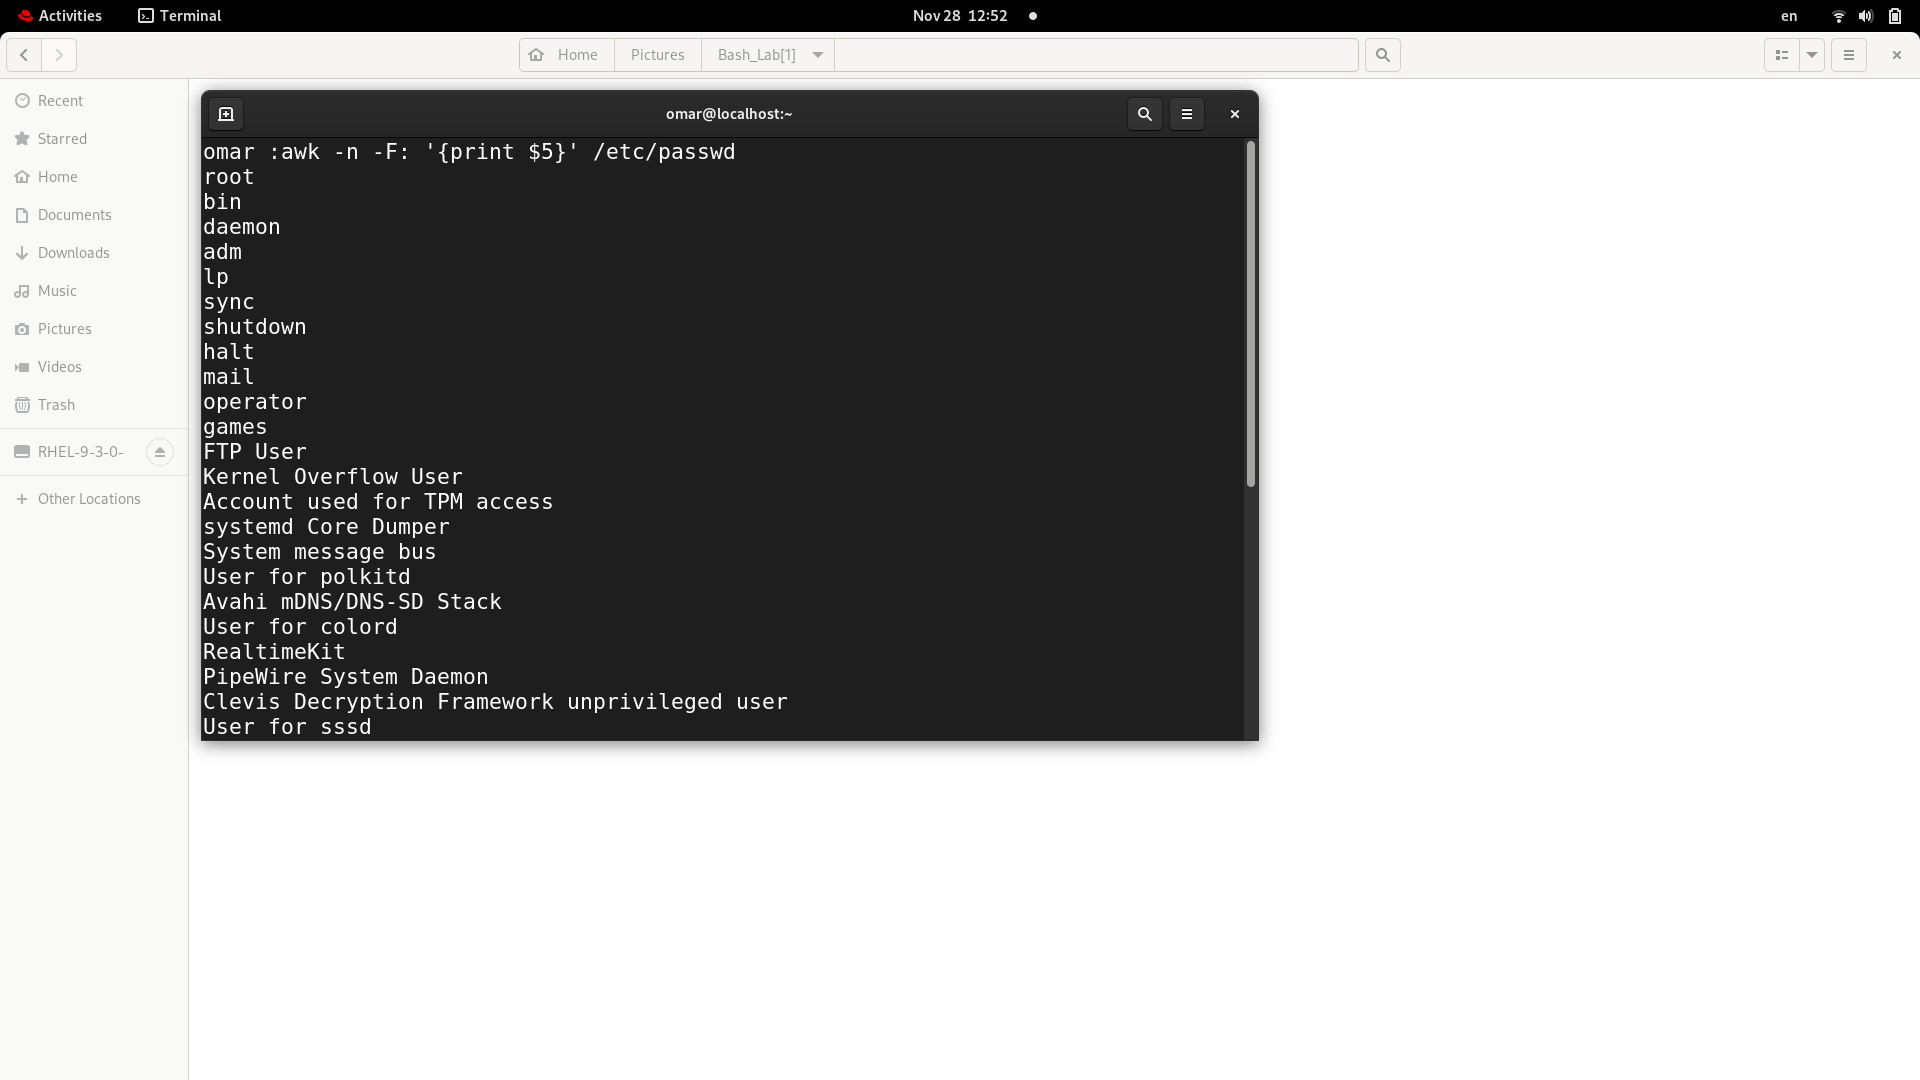 Activities
Terminal
Nov 28 12:52
en
Home
Pictures
Bash_Lab[1]
Recent
Starred
Home
Documents
Downloads
Music
Pictures
Videos
Trash
RHEL-9-3-0-
Other Locations
omar@localhost:~
omar :awk -n -F: '{print $5}' /etc/passwd
root
bin
daemon
adm
lp
sync
shutdown
halt
mail
operator
games
FTP User
Kernel Overflow User
Account used for TPM access
systemd Core Dumper
System message bus
User for polkitd
Avahi mDNS/DNS-SD Stack
User for colord
RealtimeKit
PipeWire System Daemon
Clevis Decryption Framework unprivileged user
User for sssd